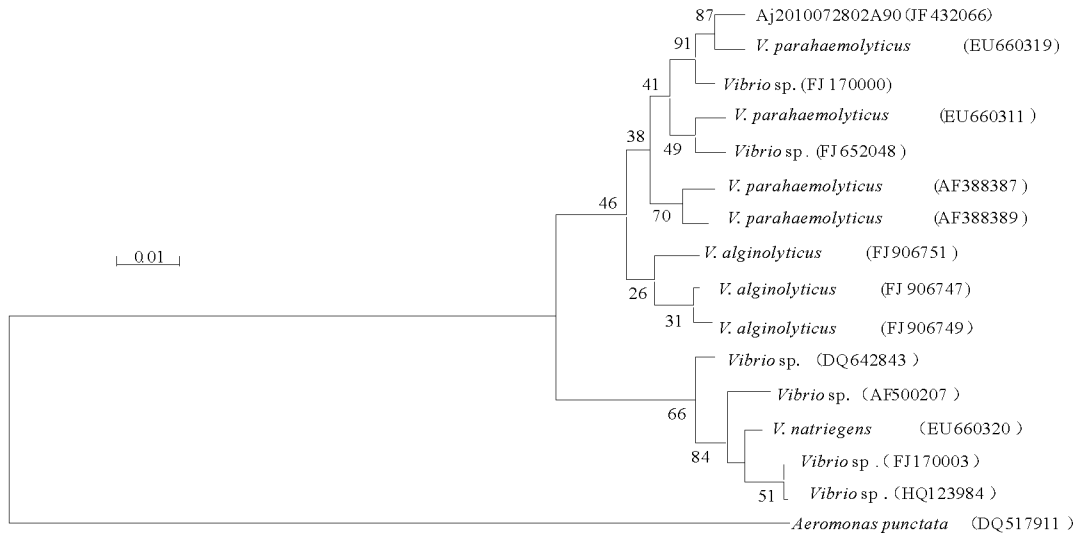 87
Aj2010072802A90(JF432066)
91
V. parahaemolyticus (EU660319)
41
Vibrio sp.(FJ170000)
V. parahaemolyticus (EU660311)
38
49
Vibrio sp. (FJ652048)
V. parahaemolyticus (AF388387)
46
70
V. parahaemolyticus (AF388389)
0.01
V. alginolyticus (FJ906751)
26
V. alginolyticus (FJ906747)
31
V. alginolyticus (FJ906749)
Vibrio sp. (DQ642843)
66
Vibrio sp. (AF500207)
V. natriegens (EU660320)
84
Vibrio sp. (FJ170003)
51
Vibrio sp. (HQ123984)
Aeromonas punctata (DQ517911)